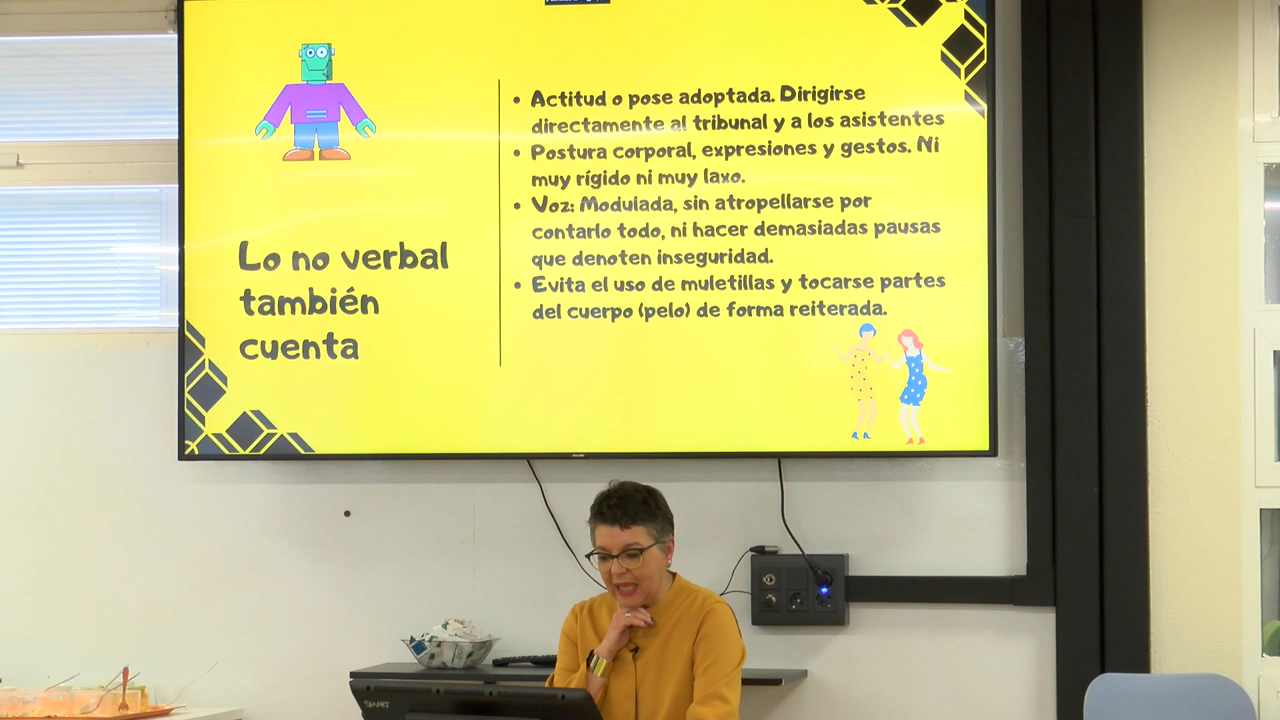 Lo no verbal
también
cuenta
• Actitud o pose adoptada. Dirigirse
directamente al tribunal y a los asistentes
• Postura corporal, expresiones y gestos. Ni
muy rígido ni muy laxo.
• Voz: Modulada, sin atropellarse por
contarlo todo, ni hacer demasiadas pausas
que denoten inseguridad.
• Evita el uso de muletillas y tocarse partes
del cuerpo (pelo) de forma reiterada.